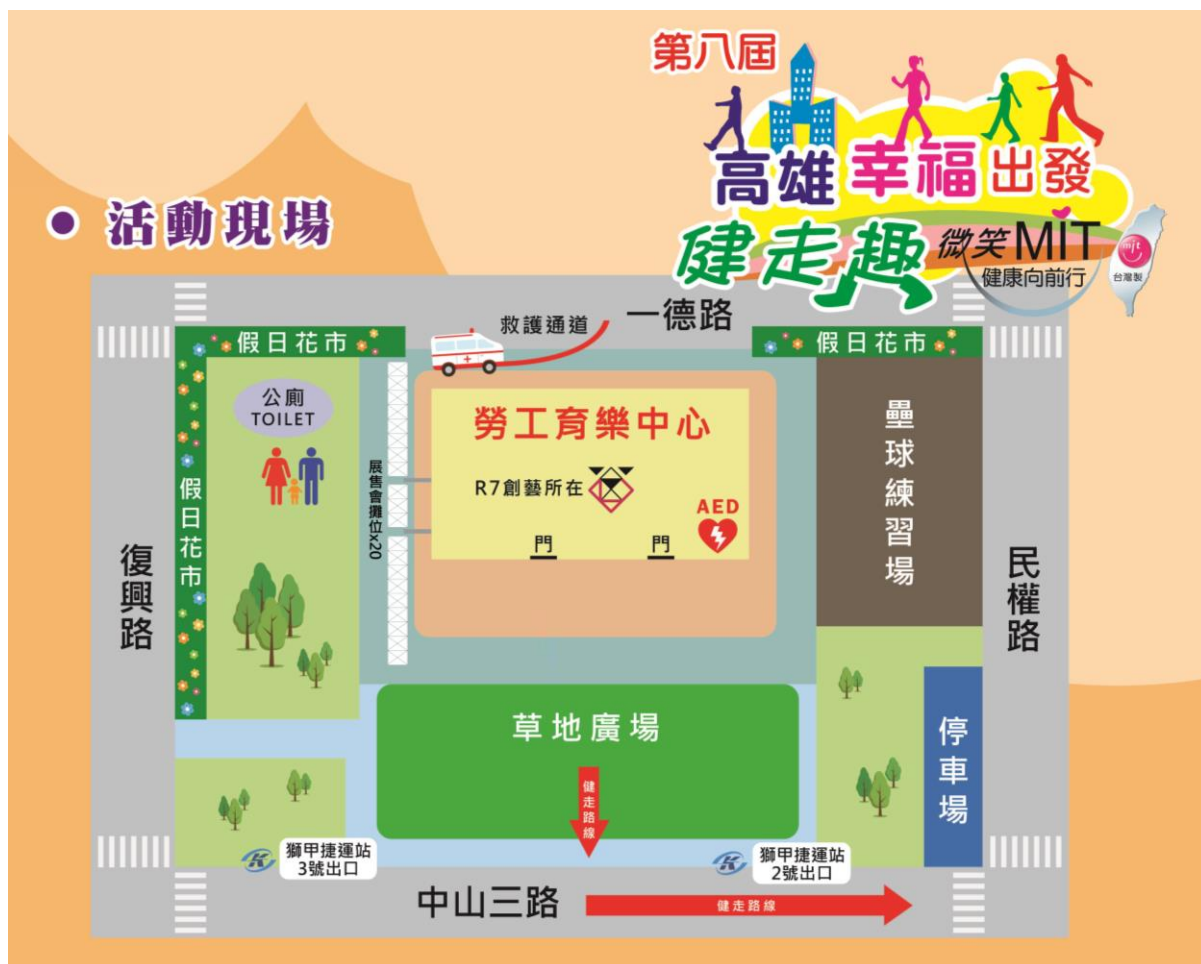 第八屆
高雄幸福出發
健走趣
微笑MIT
健康向前行
mit
台灣製
• 活動現場
一德路
救護通道
假日花市
假日花市
公廁
TOILET
勞工育樂中心
R7創藝所在
AED
門
門
展售會攤位x20
假日花市
壘球練習場
復興路
民權路
草地廣場
健走路線
停車場
獅甲捷運站
3號出口
獅甲捷運站
2號出口
中山三路
健走路線